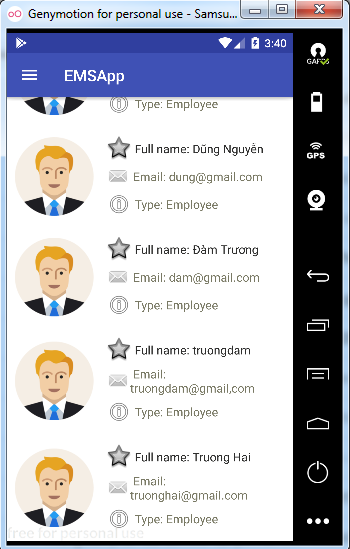 Genymotion for personal use - Samsu...
3:40
EMSApp
Type: Employee
Full name: Dũng Nguyễn
Email: dung@gmail.com
Type: Employee
Full name: Đàm Trương
Email: dam@gmail.com
Type: Employee
Full name: truongdam
Email:
truongdam@gmail,com
Type: Employee
Full name: Truong Hai
Email:
truonghai@gmail.com
Type: Employee
free for personal use
GAPPS
GPS